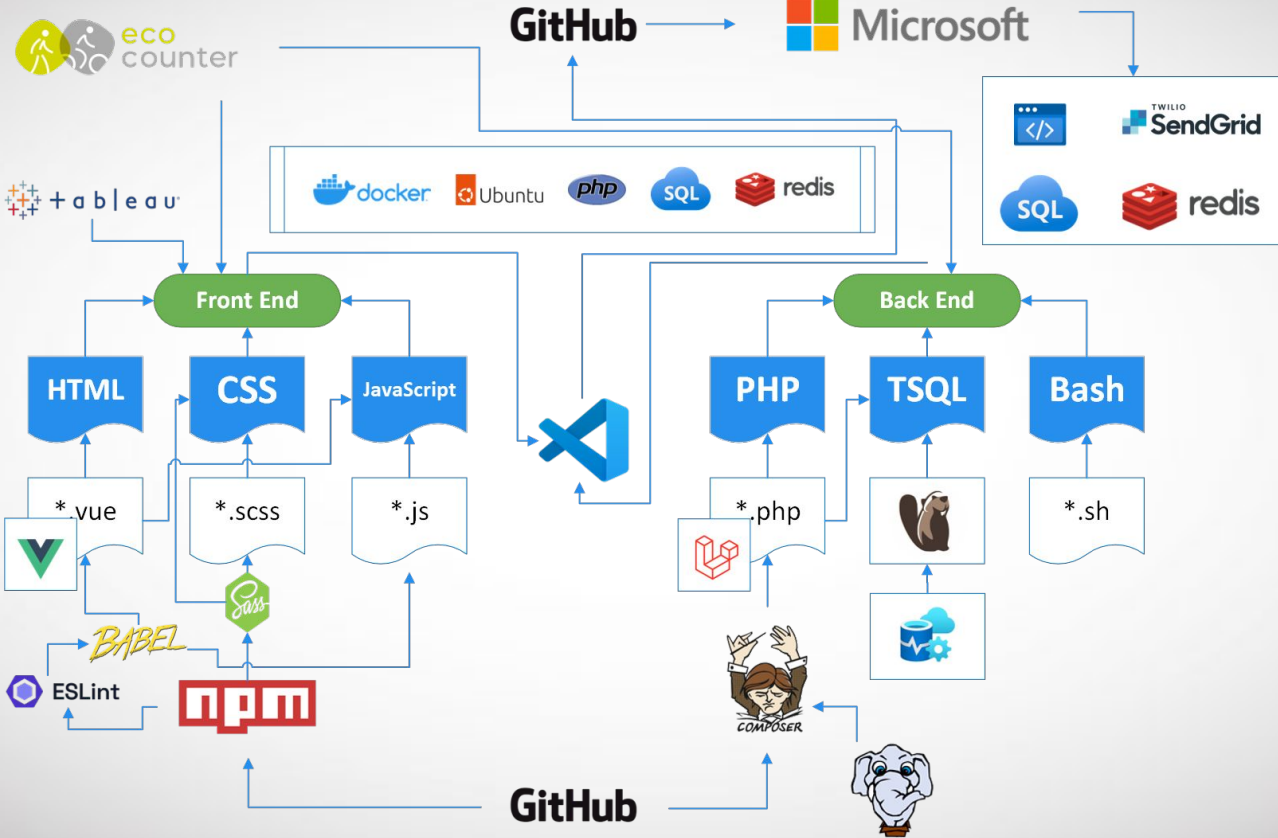 eco
counter
GitHub
Microsoft
</>
TWILIO
SendGrid
docker
Ubuntu
php
SQL
redis
SQL
redis
+ableau
Front End
Back End
HTML
CSS
JavaScript
PHP
TSQL
Bash
*.vue
*.scss
*.js
*.php
*.sh
Sass
BABEL
ESLint
npm
COMPOSER
GitHub